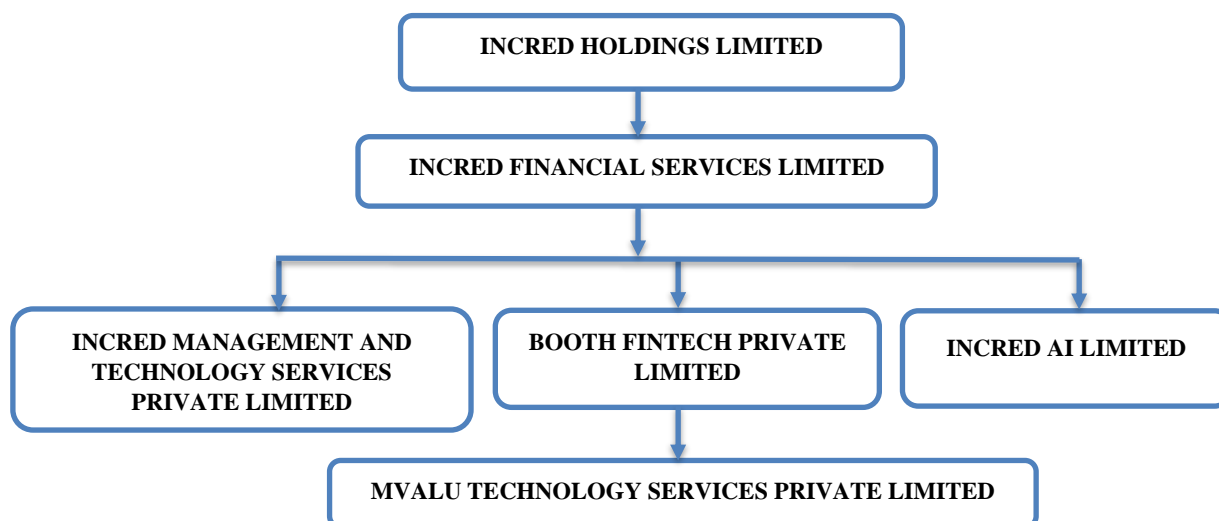 INCRED HOLDINGS LIMITED
INCRED FINANCIAL SERVICES LIMITED
INCRED MANAGEMENT AND
TECHNOLOGY SERVICES
PRIVATE LIMITED
BOOTH FINTECH PRIVATE
LIMITED
INCRED AI LIMITED
MVALU TECHNOLOGY SERVICES PRIVATE LIMITED